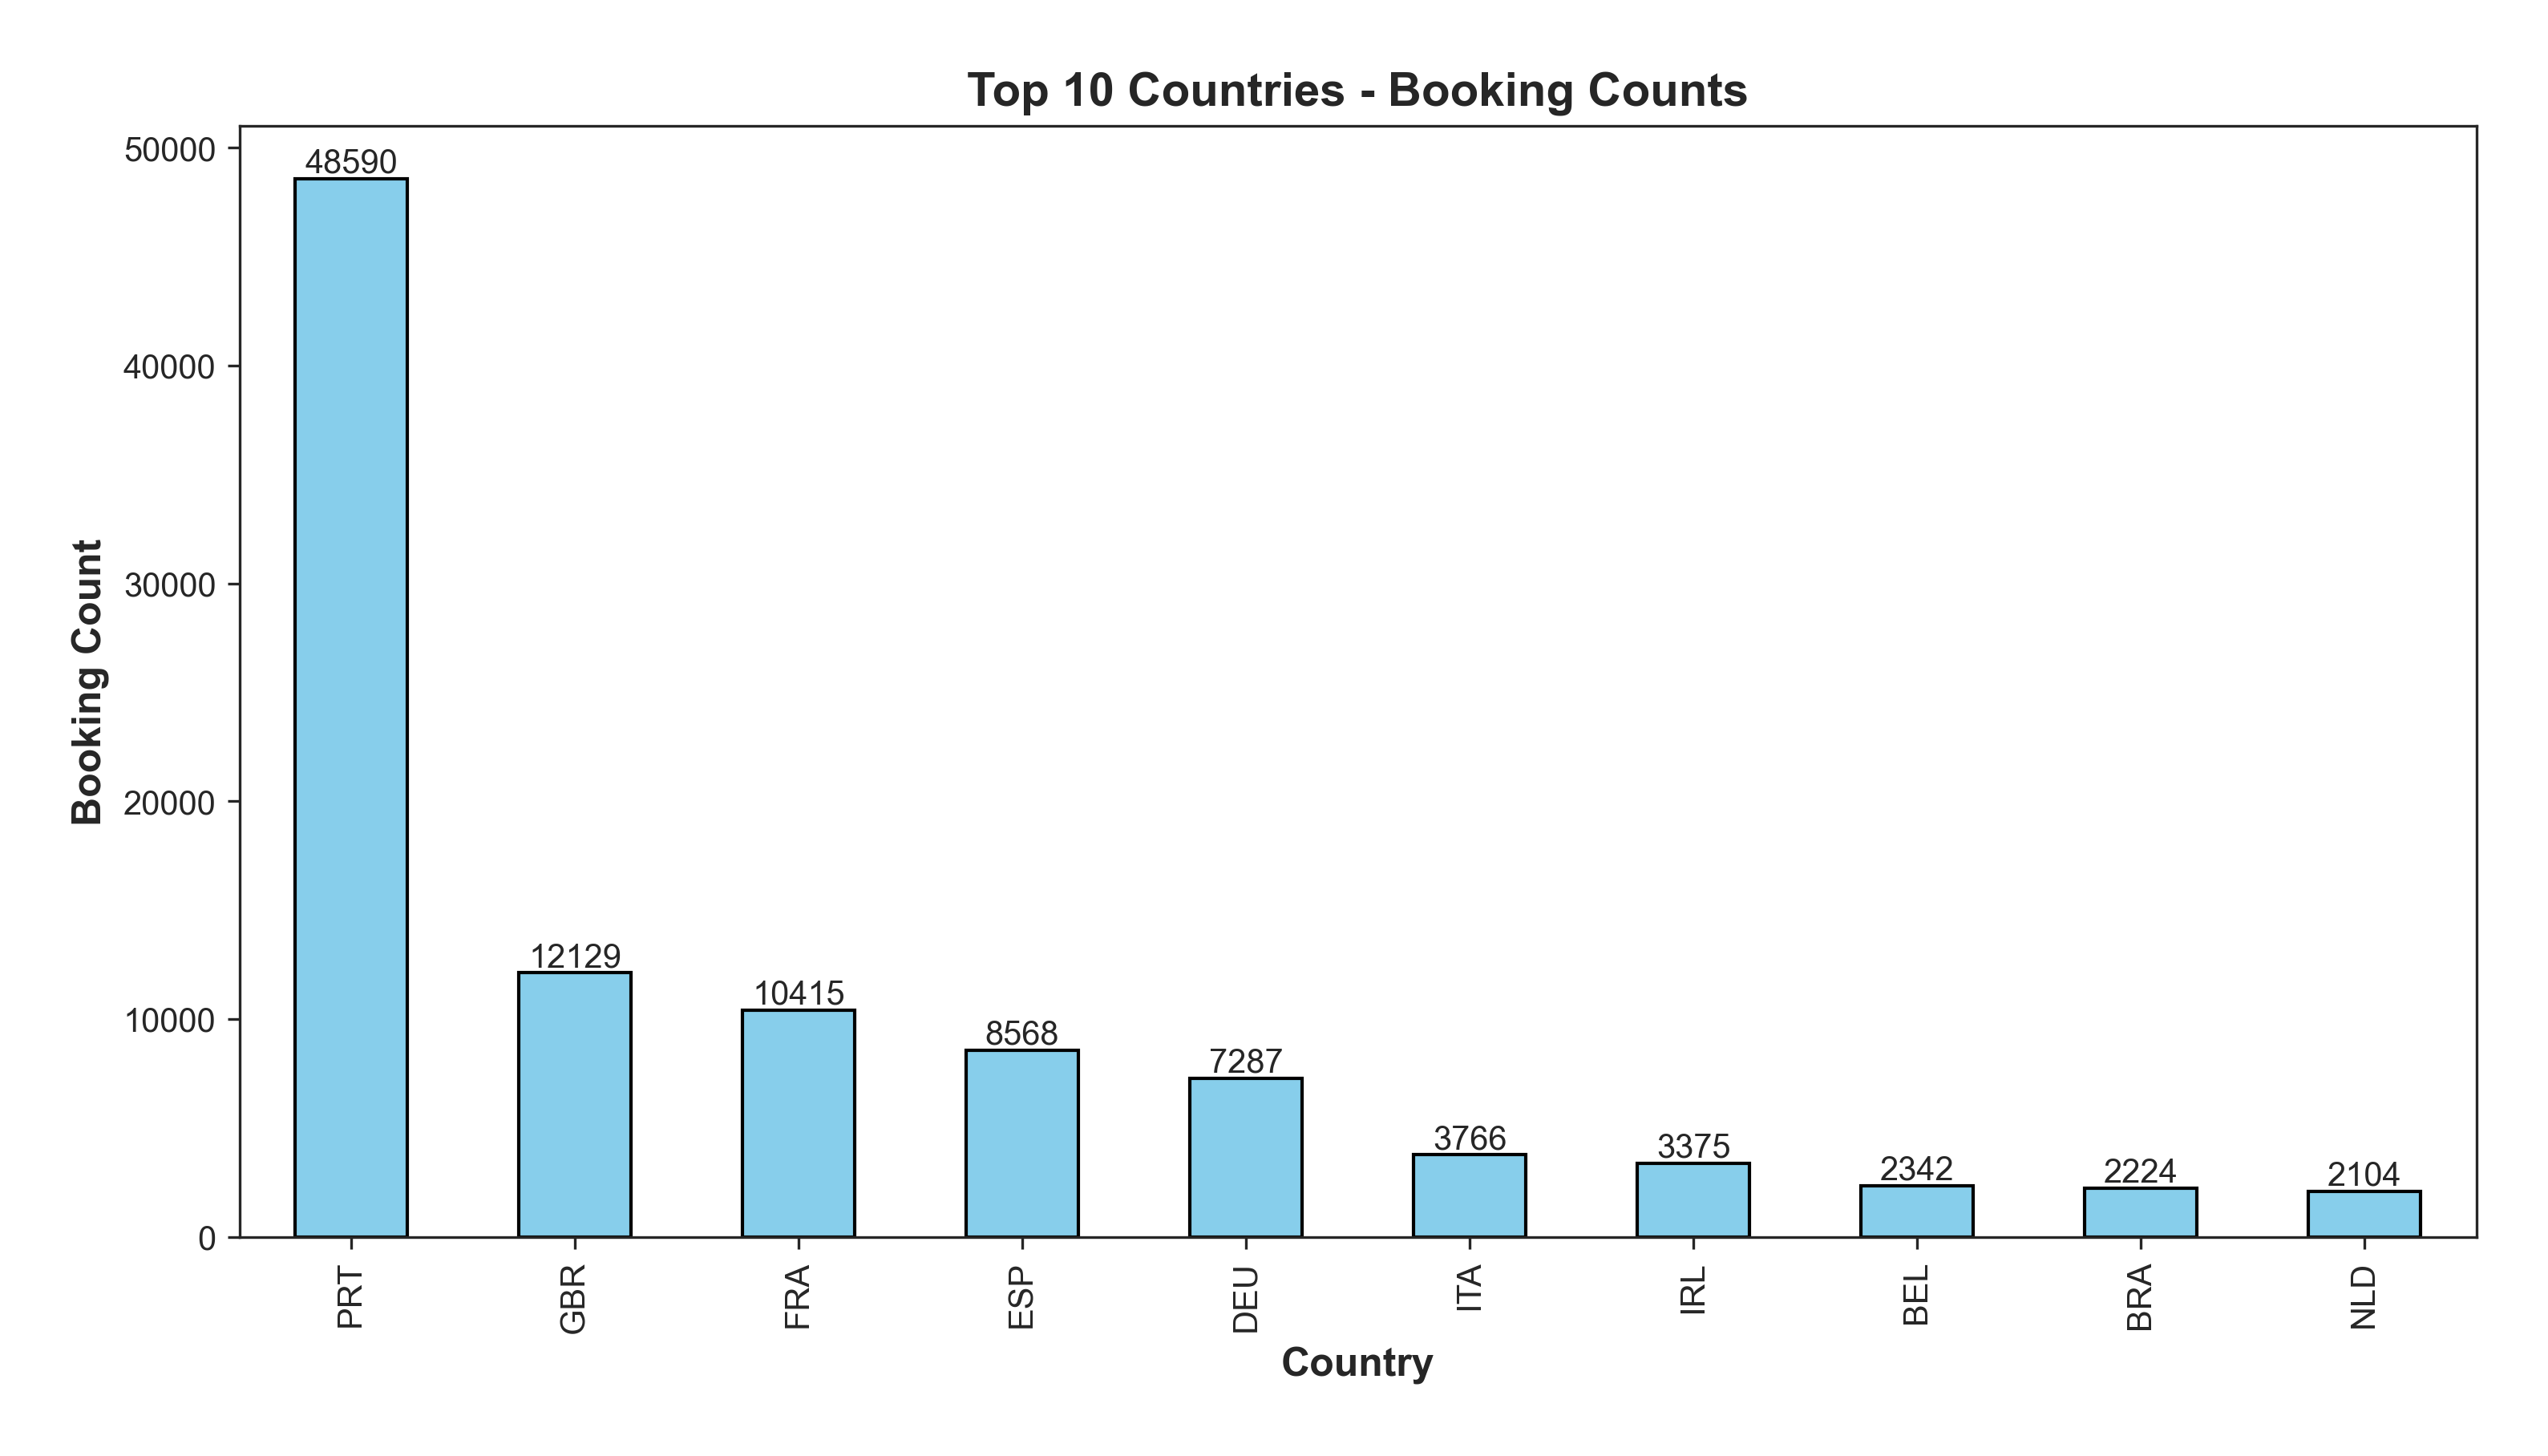 Top 10 Countries - Booking Counts
Booking Count
50000
40000
30000
20000
10000
0
48590
12129
10415
8568
7287
3766
3375
2342
2224
2104
PRT
GBR
FRA
ESP
DEU
ITA
IRL
BEL
BRA
NLD
Country